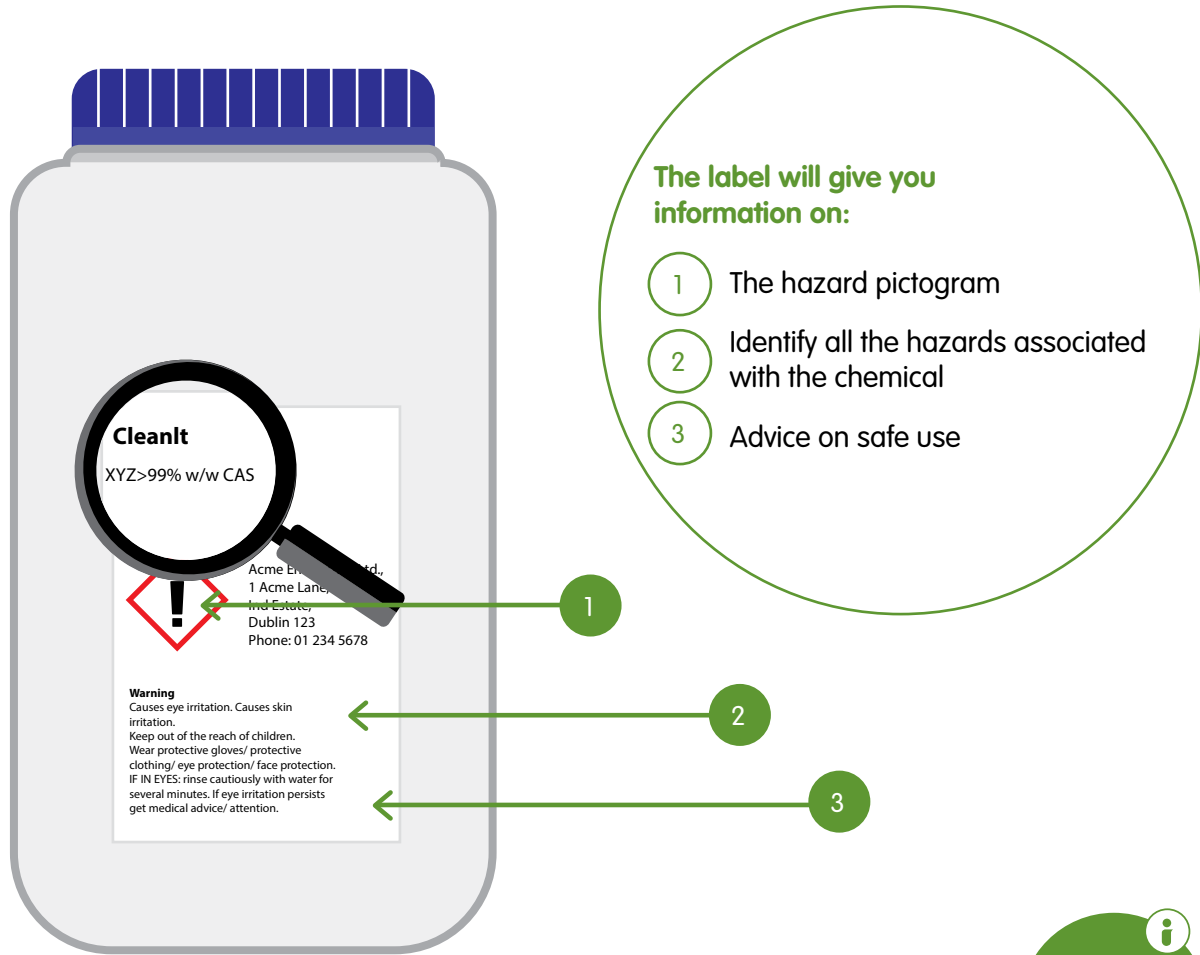 The label will give you
information on:
1 The hazard pictogram
2 Identify all the hazards associated
with the chemical
3 Advice on safe use
CleanIt
XYZ>99% w/w CAS
!
Acme
1 Acme Lane,
Ind Estate,
Dublin 123
Phone: 01 234 5678
Warning
Causes eye irritation. Causes skin
irritation.
Keep out of the reach of children.
Wear protective gloves/ protective
clothing/ eye protection/ face protection.
IF IN EYES: rinse cautiously with water for
several minutes. If eye irritation persists
get medical advice/ attention.
1
2
3
i